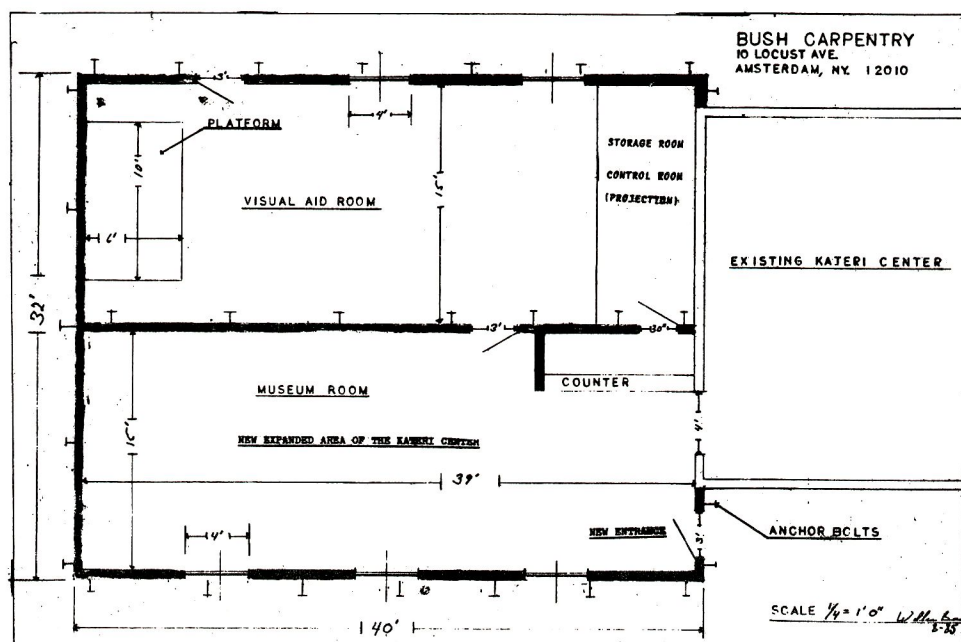 BUSH CARPENTRY
10 LOCUST AVE.
AMSTERDAM, NY. 12010
3'
4'
PLATFORM
10'
6'
VISUAL AID ROOM
15'
STORAGE ROOM
CONTROL ROOM
(PROJECTION)
EXISTING KATERI CENTER
32'
3'
30"
COUNTER
MUSEUM ROOM
15'
NEW EXPANDED AREA OF THE KATERI CENTER
4'
39'
4'
NEW ENTRANCE
3'
ANCHOR BOLTS
40'
SCALE 1/4 = 1' 0"